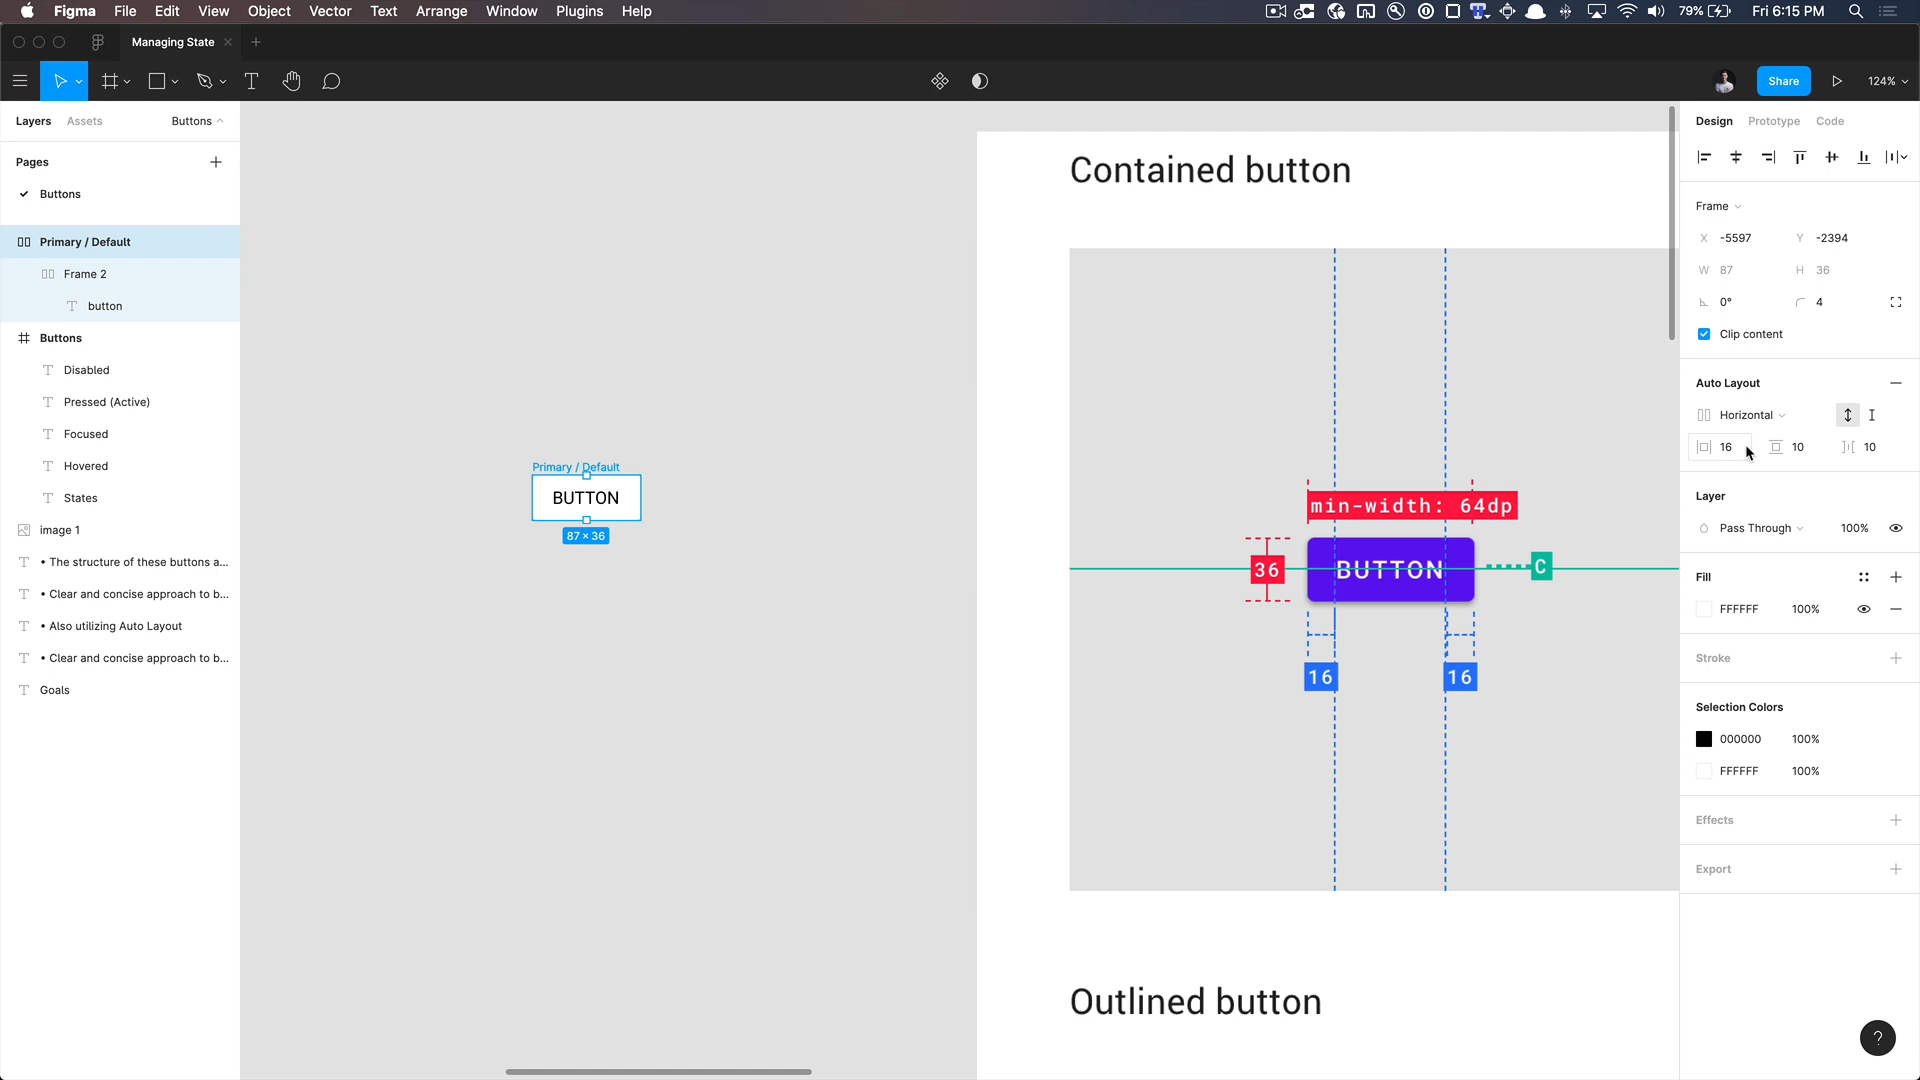 Figma File Edit View Object Vector Text Arrange Window Plugins Help
79% Fri 6:15 PM
Managing State
Share
124%
Layers Assets Buttons
Pages
Buttons
Primary / Default
Frame 2
button
Buttons
Disabled
Pressed (Active)
Focused
Hovered
States
image 1
• The structure of these buttons a...
• Clear and concise approach to b...
• Also utilizing Auto Layout
• Clear and concise approach to b...
Goals
Primary / Default
BUTTON
87 × 36
Contained button
min-width: 64dp
36
BUTTON
C
16
16
Outlined button
Design Prototype Code
Frame
X -5597 Y -2394
W 87 H 36
0° 4
Clip content
Auto Layout
Horizontal
16 10 10
Layer
Pass Through 100%
Fill
FFFFFF 100%
Stroke
Selection Colors
000000 100%
FFFFFF 100%
Effects
Export
?